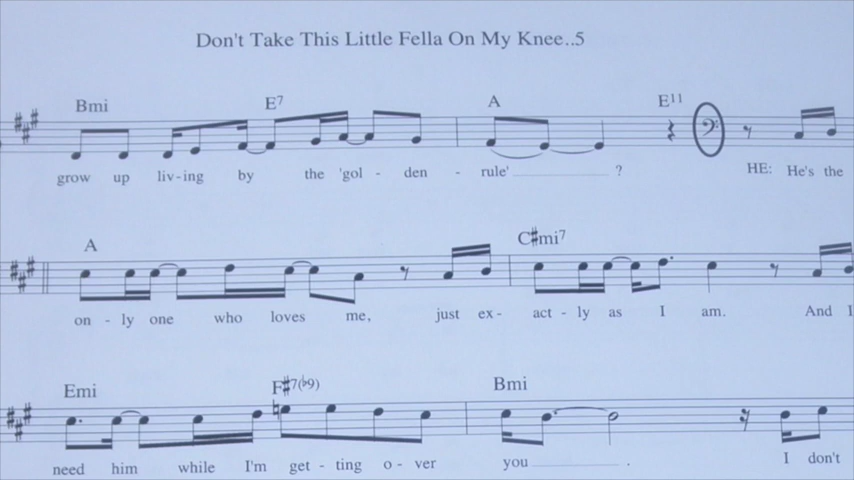 Don't Take This Little Fella On My Knee..5
Bmi E7 A E11
grow up liv-ing by the 'gol - den - rule' ? HE: He's the
A C#mi7
on - ly one who loves me, just ex- act - ly as I am. And I
Emi F#7(b9) Bmi
need him while I'm get - ting o - ver you . I don't